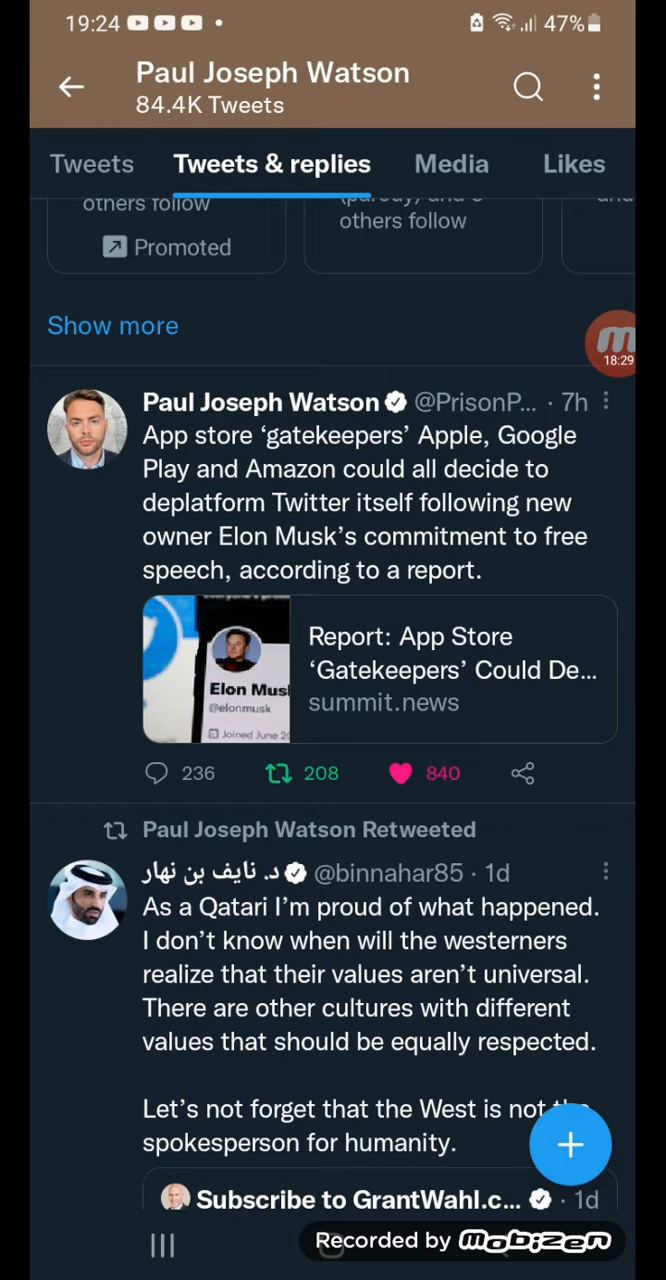 19:24
47%
Paul Joseph Watson
84.4K Tweets
Tweets
Tweets & replies
Media
Likes
others follow
others follow
Promoted
Show more
18:29
Paul Joseph Watson @PrisonP... · 7h
App store ‘gatekeepers’ Apple, Google
Play and Amazon could all decide to
deplatform Twitter itself following new
owner Elon Musk’s commitment to free
speech, according to a report.
Elon Mus
@elonmusk
Joined June 20
Report: App Store
‘Gatekeepers’ Could De...
summit.news
236
208
840
Paul Joseph Watson Retweeted
د. نايف بن نهار @binnahar85 · 1d
As a Qatari I’m proud of what happened.
I don’t know when will the westerners
realize that their values aren’t universal.
There are other cultures with different
values that should be equally respected.
Let’s not forget that the West is not the
spokesperson for humanity.
Subscribe to GrantWahl.c... · 1d
Recorded by mobizen